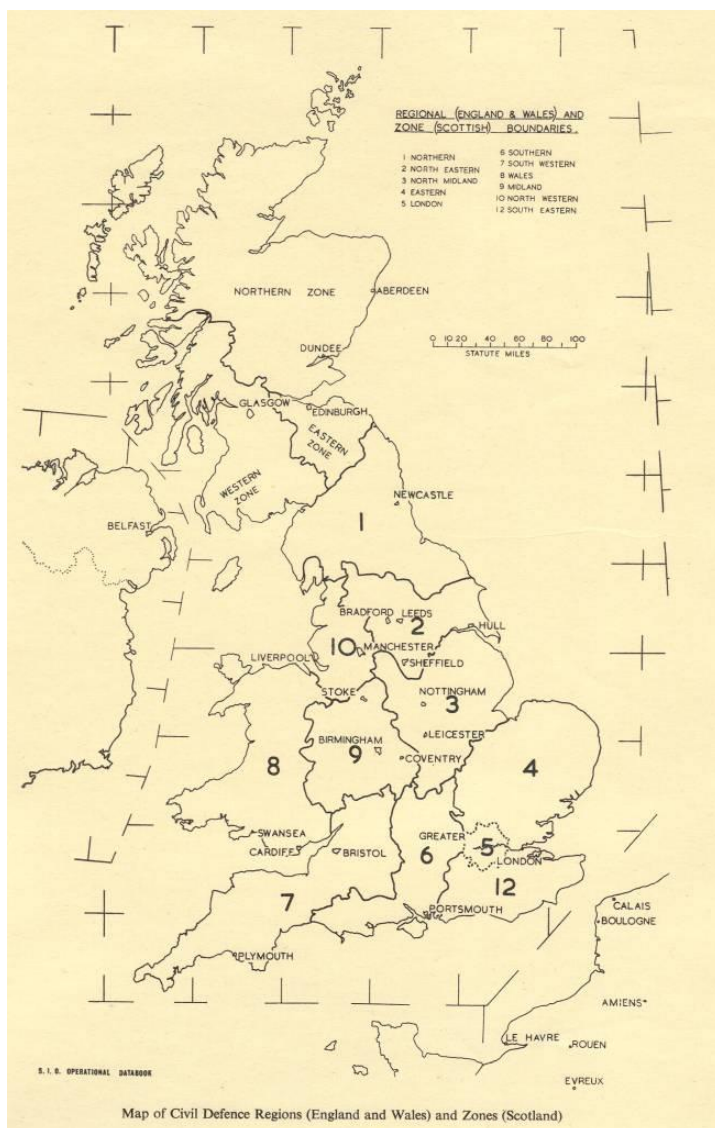 REGIONAL (ENGLAND & WALES) AND
ZONE (SCOTTISH) BOUNDARIES.
1 NORTHERN
2 NORTH EASTERN
3 NORTH MIDLAND
4 EASTERN
5 LONDON
6 SOUTHERN
7 SOUTH WESTERN
8 WALES
9 MIDLAND
10 NORTH WESTERN
12 SOUTH EASTERN
NORTHERN ZONE
ABERDEEN
DUNDEE
0 10 20 40 60 80 100
STATUTE MILES
GLASGOW
EDINBURGH
EASTERN
ZONE
WESTERN
ZONE
NEWCASTLE
BELFAST
1
BRADFORD LEEDS
2
HULL
10
MANCHESTER
LIVERPOOL
SHEFFIELD
STOKE
NOTTINGHAM
3
BIRMINGHAM
LEICESTER
9
COVENTRY
8
4
SWANSEA
GREATER
5
CARDIFF
BRISTOL
6
LONDON
12
7
PORTSMOUTH
CALAIS
BOULOGNE
PLYMOUTH
AMIENS
LE HAVRE
ROUEN
S. I. O. OPERATIONAL DATABOOK
EVREUX
Map of Civil Defence Regions (England and Wales) and Zones (Scotland)